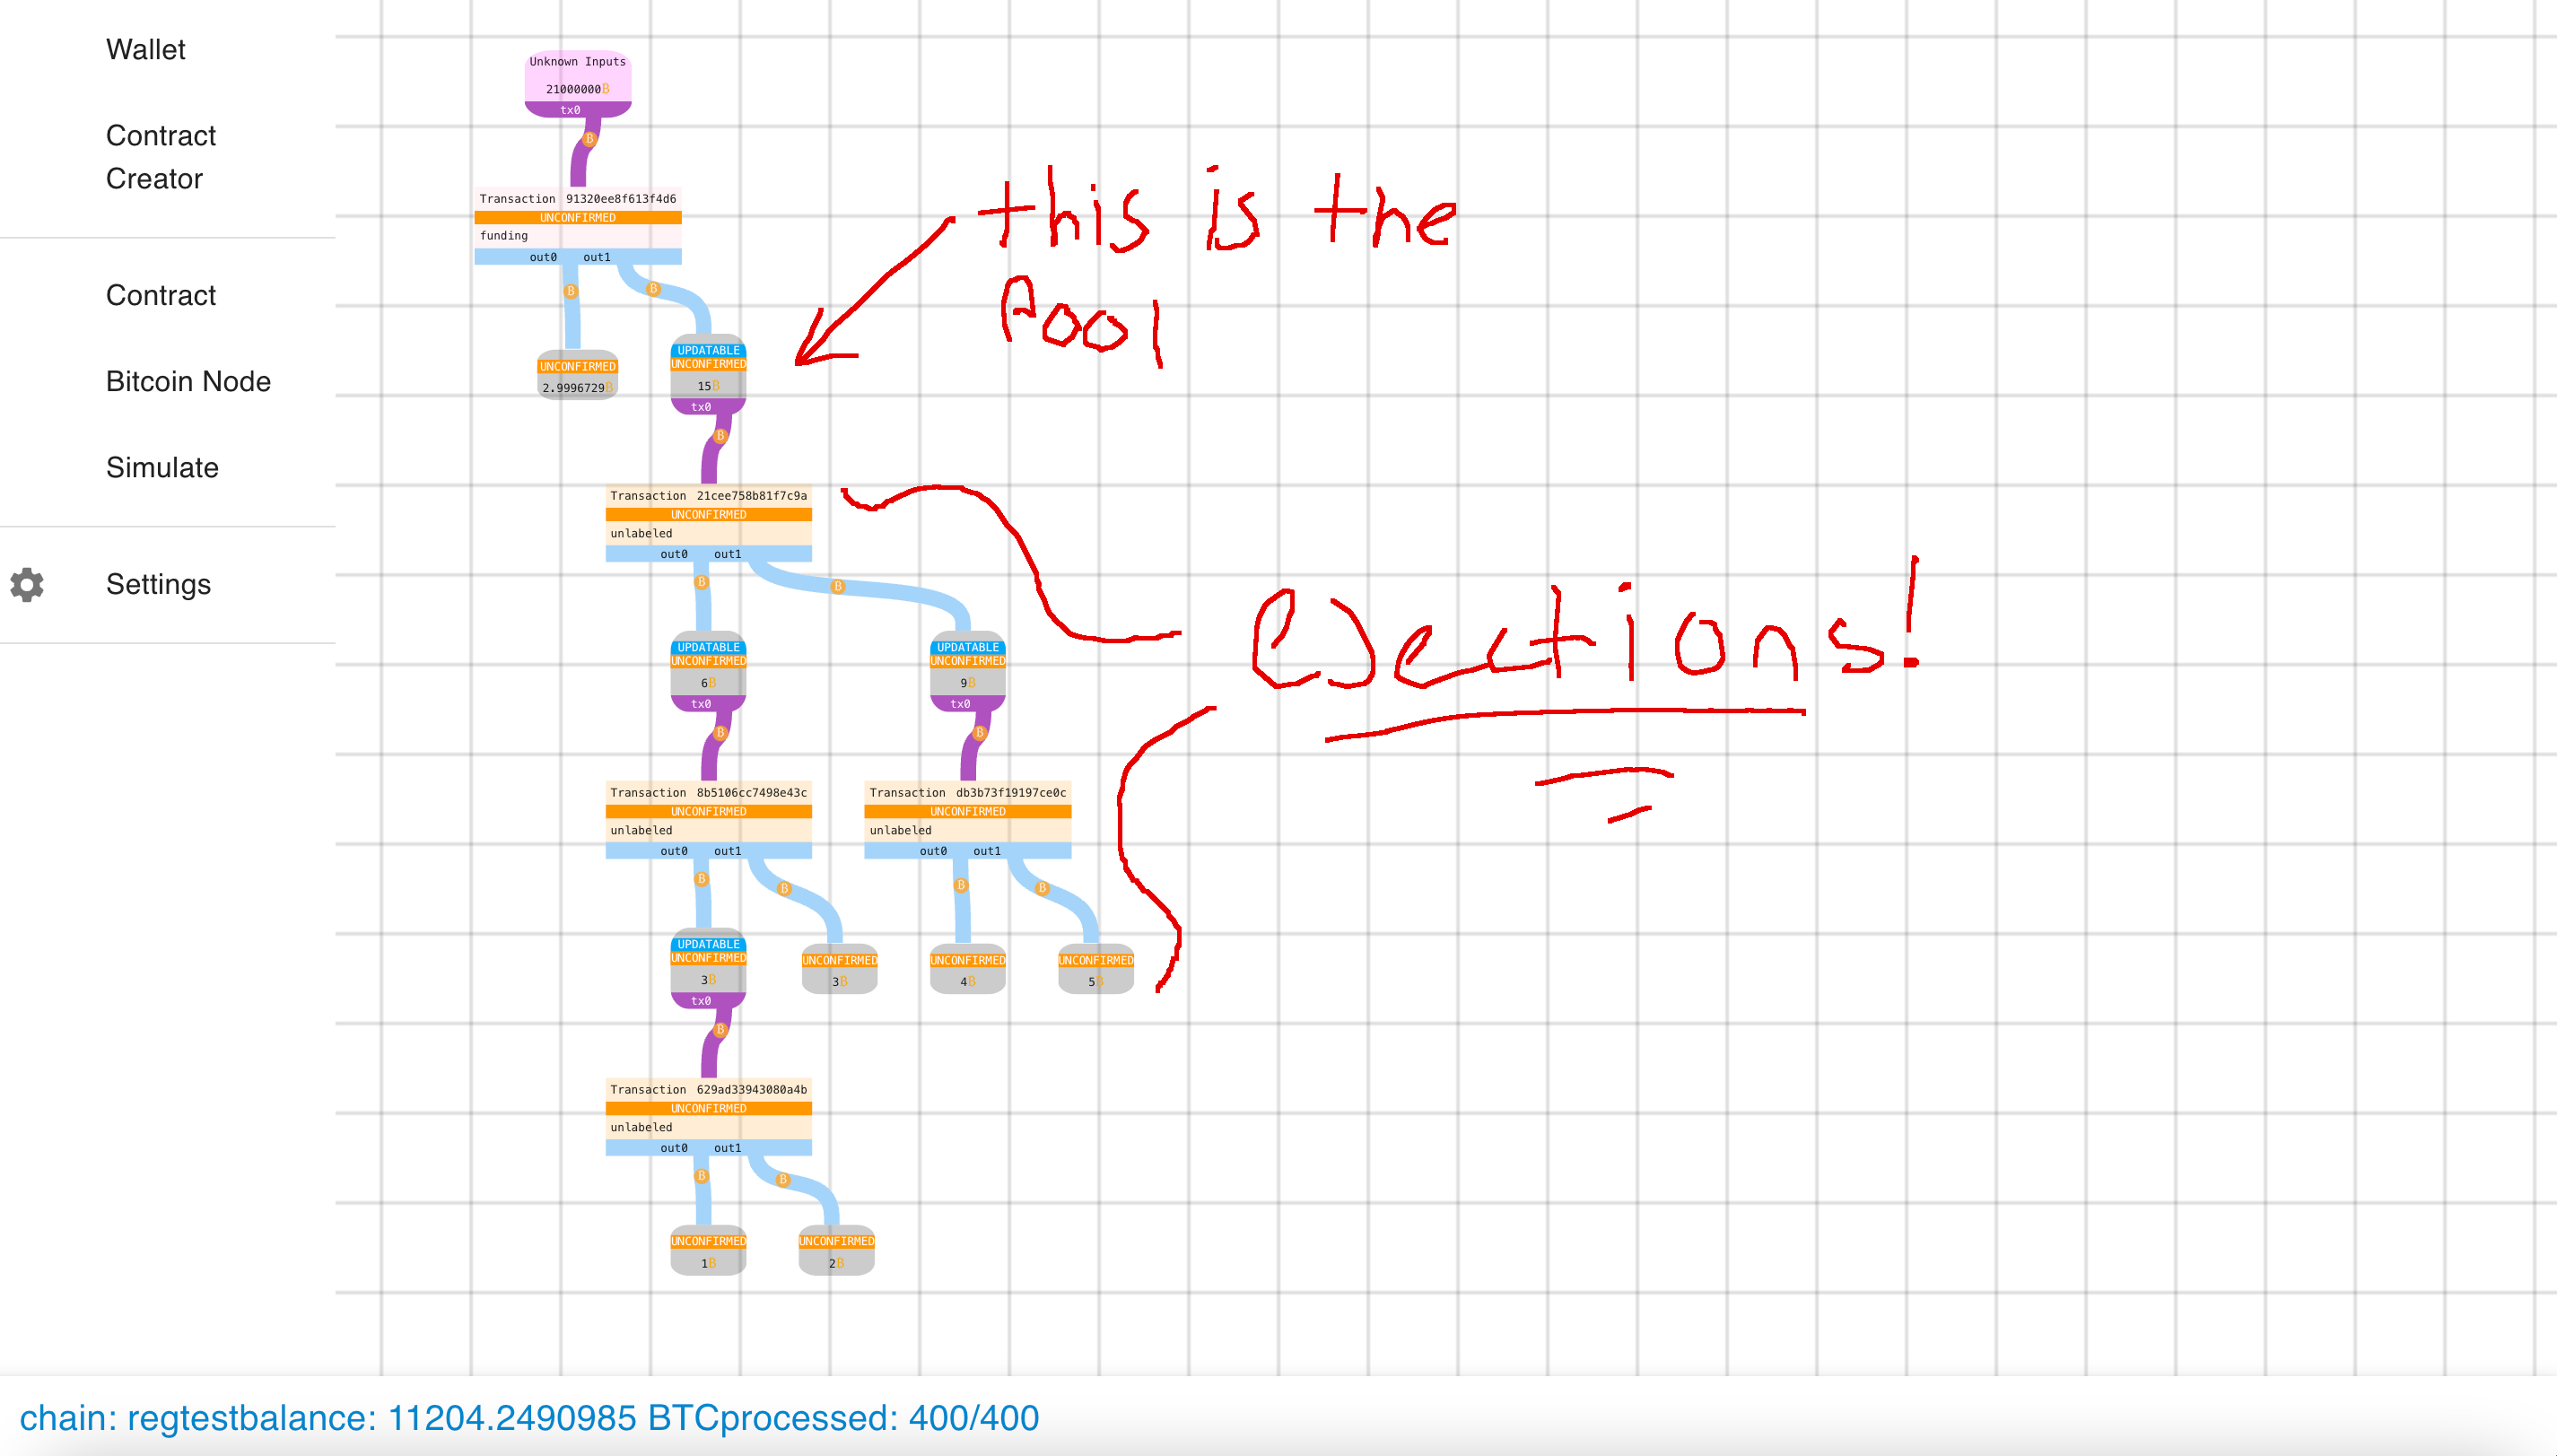 Wallet
Contract
Creator
Contract
Bitcoin Node
Simulate
Settings
Unknown Inputs
21000000₿
tx0
Transaction 91320ee8f613f4d6
UNCONFIRMED
funding
out0 out1
UNCONFIRMED
2.9996729₿
UPDATABLE
UNCONFIRMED
15₿
tx0
this is the
Pool
Transaction 21cee758b81f7c9a
UNCONFIRMED
unlabeled
out0 out1
UPDATABLE
UNCONFIRMED
6₿
tx0
UPDATABLE
UNCONFIRMED
9₿
tx0
Ejections!
Transaction 8b5106cc7498e43c
UNCONFIRMED
unlabeled
out0 out1
Transaction db3b73f19197ce0c
UNCONFIRMED
unlabeled
out0 out1
UPDATABLE
UNCONFIRMED
3₿
tx0
UNCONFIRMED
3₿
UNCONFIRMED
4₿
UNCONFIRMED
5₿
Transaction 629ad33943080a4b
UNCONFIRMED
unlabeled
out0 out1
UNCONFIRMED
1₿
UNCONFIRMED
2₿
chain: regtestbalance: 11204.2490985 BTCprocessed: 400/400